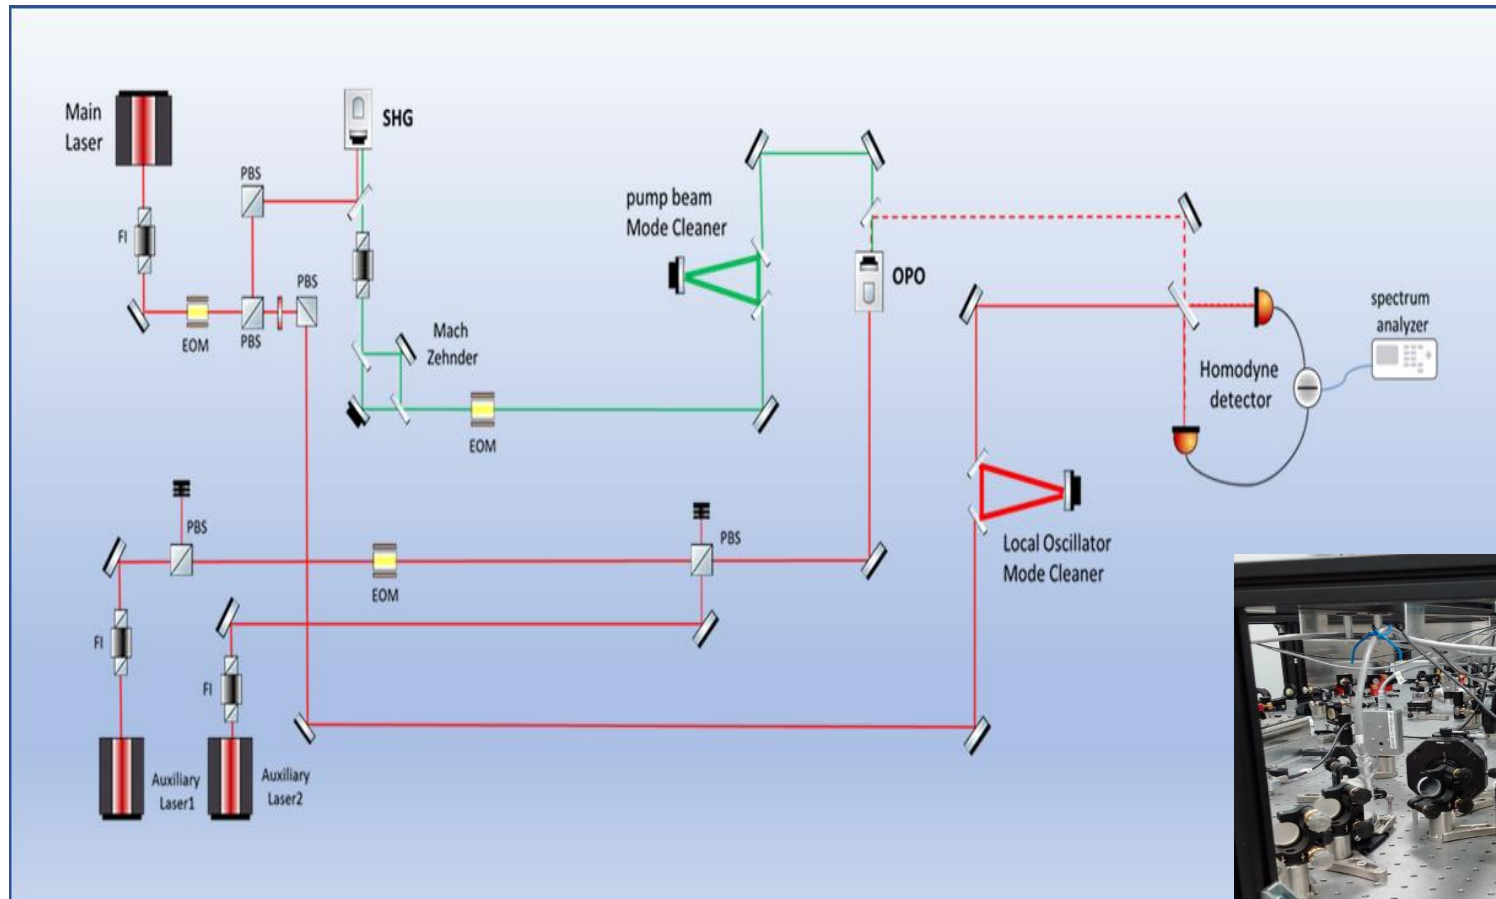 Main
Laser
SHG
PBS
FI
PBS
EOM
PBS
pump beam
Mode Cleaner
OPO
Mach
Zehnder
EOM
spectrum
analyzer
Homodyne
detector
PBS
EOM
PBS
Local Oscillator
Mode Cleaner
FI
FI
Auxiliary
Laser1
Auxiliary
Laser2